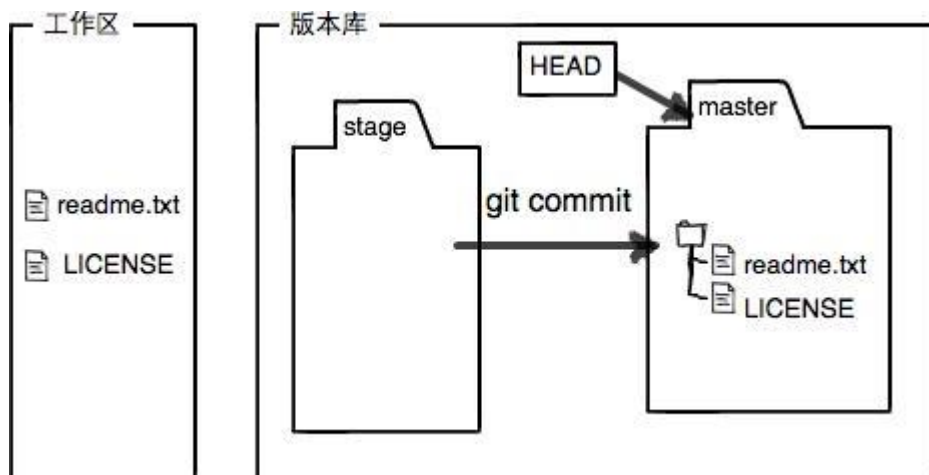 工作区
readme.txt
LICENSE
版本库
HEAD
stage
master
git commit
readme.txt
LICENSE